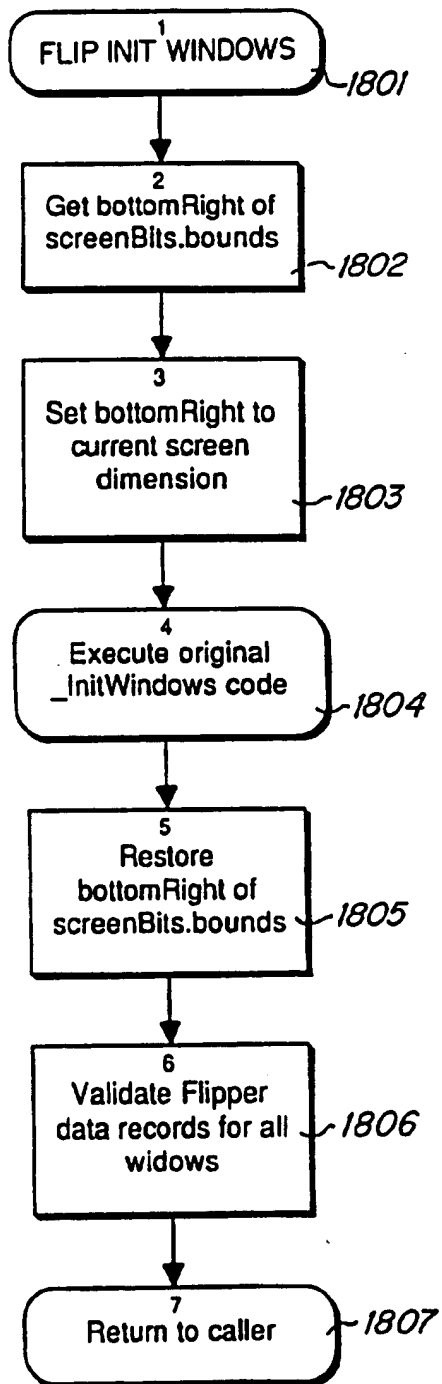 1
FLIP INIT WINDOWS
1801
2
Get bottomRight of
screenBits.bounds
1802
3
Set bottomRight to
current screen
dimension
1803
4
Execute original
_InitWindows code
1804
5
Restore
bottomRight of
screenBits.bounds
1805
6
Validate Flipper
data records for all
widows
1806
7
Return to caller
1807